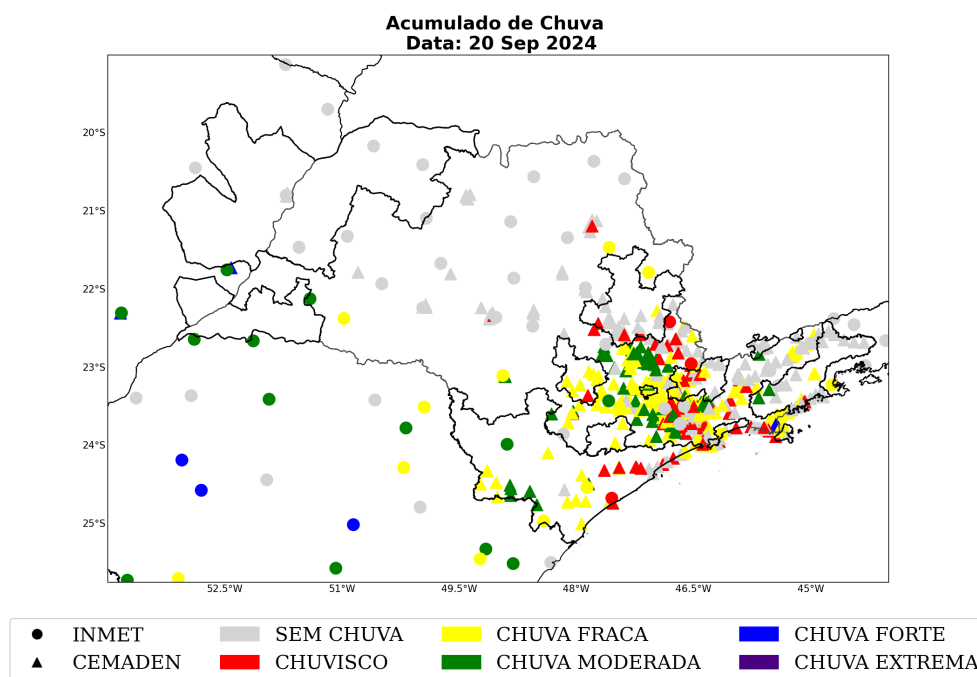 Acumulado de Chuva
Data: 20 Sep 2024
20°S
21°S
22°S
23°S
24°S
25°S
52.5°W 51°W 49.5°W 48°W 46.5°W 45°W
INMET SEM CHUVA CHUVA FRACA CHUVA FORTE
CEMADEN CHUVISCO CHUVA MODERADA CHUVA EXTREMA